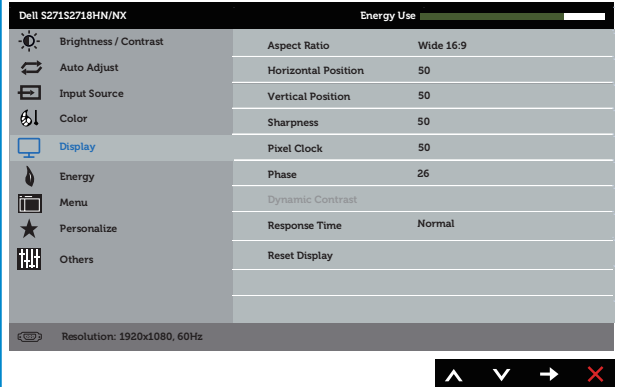 Dell S271S2718HN/NX Energy Use
Brightness / Contrast
Auto Adjust
Input Source
Color
Display
Energy
Menu
Personalize
Others
Aspect Ratio Wide 16:9
Horizontal Position 50
Vertical Position 50
Sharpness 50
Pixel Clock 50
Phase 26
Dynamic Contrast
Response Time Normal
Reset Display
Resolution: 1920x1080, 60Hz